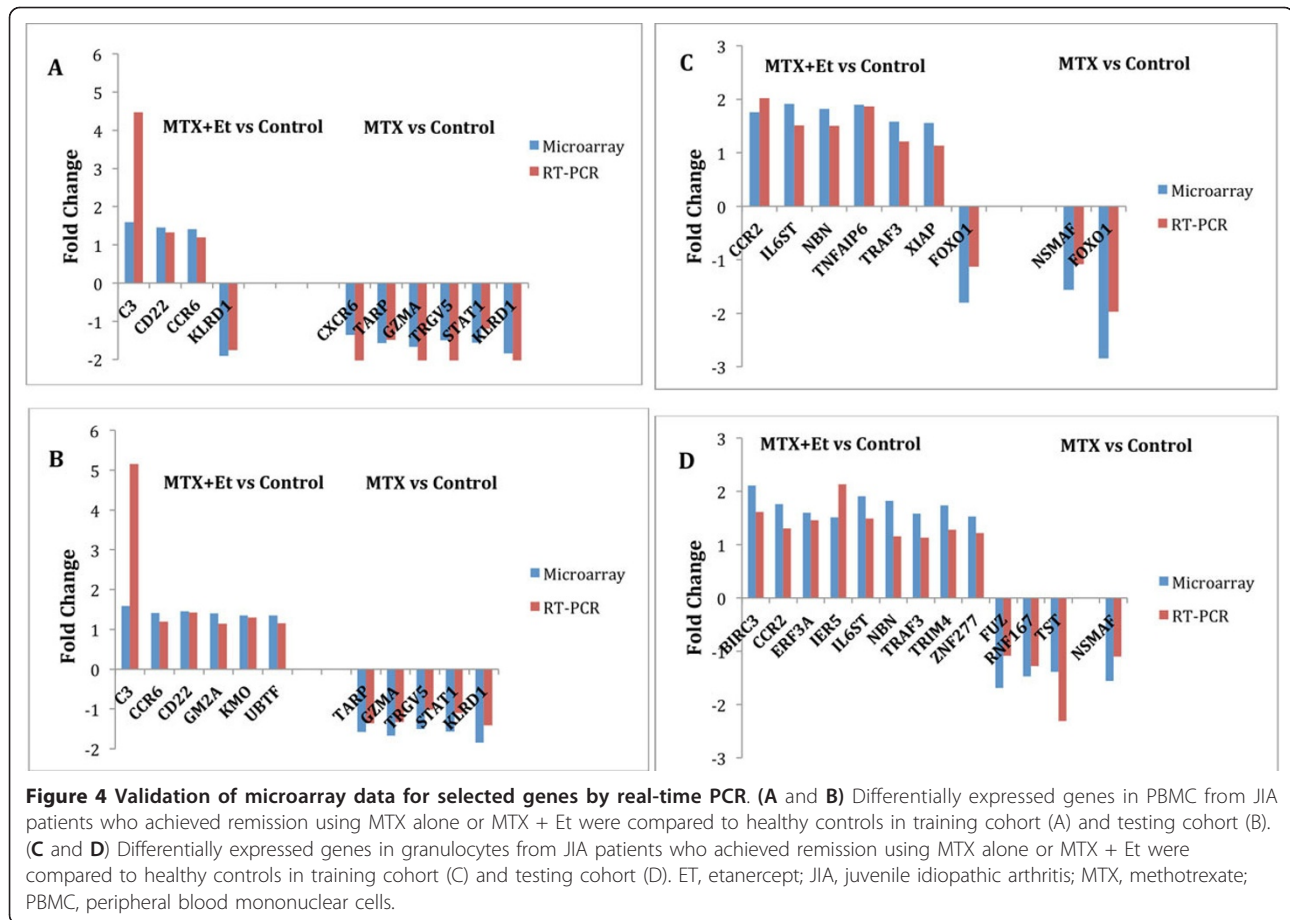 A
6
5
4
3
2
1
0
-1
-2
Fold Change
MTX+Et vs Control
MTX vs Control
Microarray
RT-PCR
C3
CD22
CCR6
KLRD1
CXCR6
TARP
GZMA
TRGV5
STAT1
KLRD1
C
3
2
1
0
-1
-2
-3
Fold Change
MTX+Et vs Control
MTX vs Control
Microarray
RT-PCR
CCR2
IL6ST
NBN
TNFAIP6
TRAF3
XIAP
FOXO1
NSMAF
FOXO1
B
6
5
4
3
2
1
0
-1
-2
Fold Change
MTX+Et vs Control
MTX vs Control
Microarray
RT-PCR
C3
CCR6
CD22
GM2A
KMO
UBTF
TARP
GZMA
TRGV5
STAT1
KLRD1
D
3
2
1
0
-1
-2
-3
Fold Change
MTX+Et vs Control
MTX vs Control
Microarray
RT-PCR
BIRC3
CCR2
ERF3A
IER5
IL6ST
NBN
TRAF3
TRIM4
ZNF277
FUZ
RNF167
TST
NSMAF
Figure 4 Validation of microarray data for selected genes by real-time PCR. (A and B) Differentially expressed genes in PBMC from JIA
patients who achieved remission using MTX alone or MTX + Et were compared to healthy controls in training cohort (A) and testing cohort (B).
(C and D) Differentially expressed genes in granulocytes from JIA patients who achieved remission using MTX alone or MTX + Et were
compared to healthy controls in training cohort (C) and testing cohort (D). ET, etanercept; JIA, juvenile idiopathic arthritis; MTX, methotrexate;
PBMC, peripheral blood mononuclear cells.